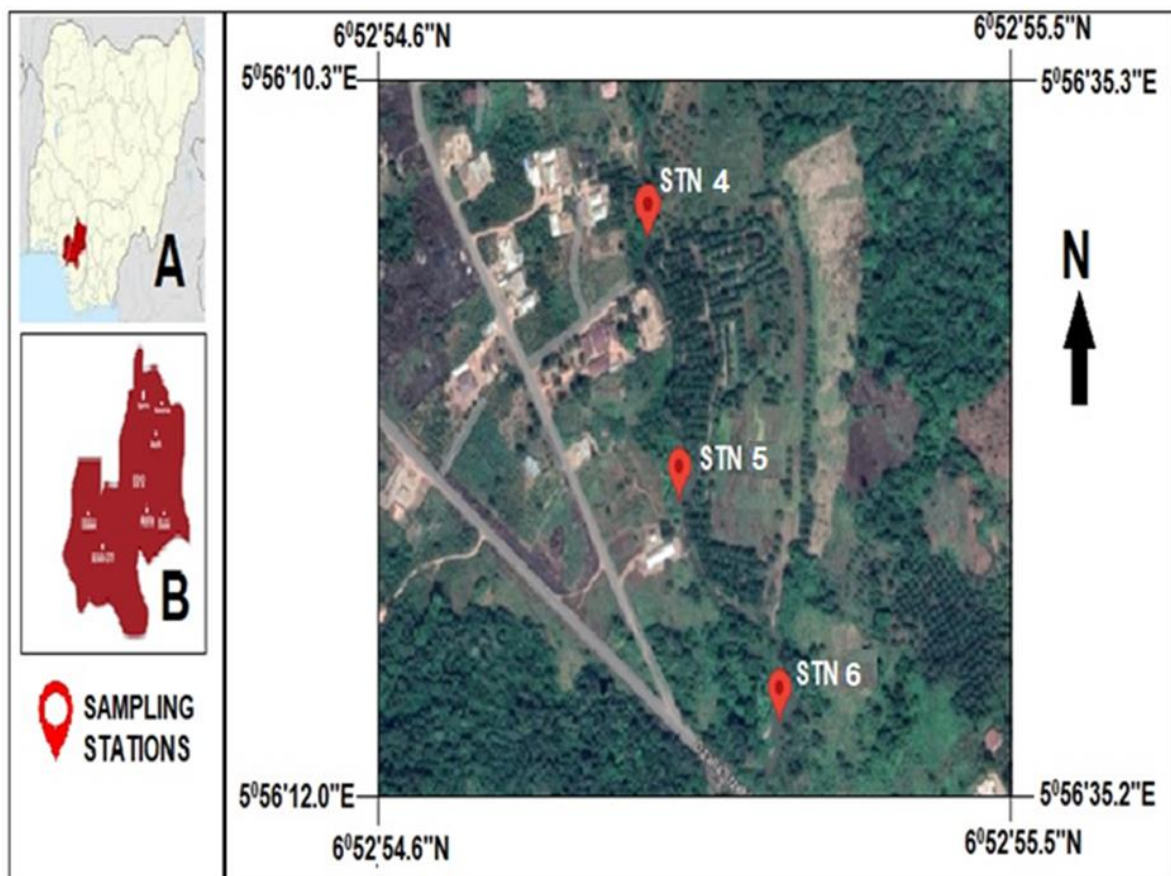 6⁰52'54.6"N
6⁰52'55.5"N
5⁰56'10.3"E
5⁰56'35.3"E
A
STN 4
N
STN 5
B
STN 6
SAMPLING
STATIONS
5⁰56'12.0"E
5⁰56'35.2"E
6⁰52'54.6"N
6⁰52'55.5"N